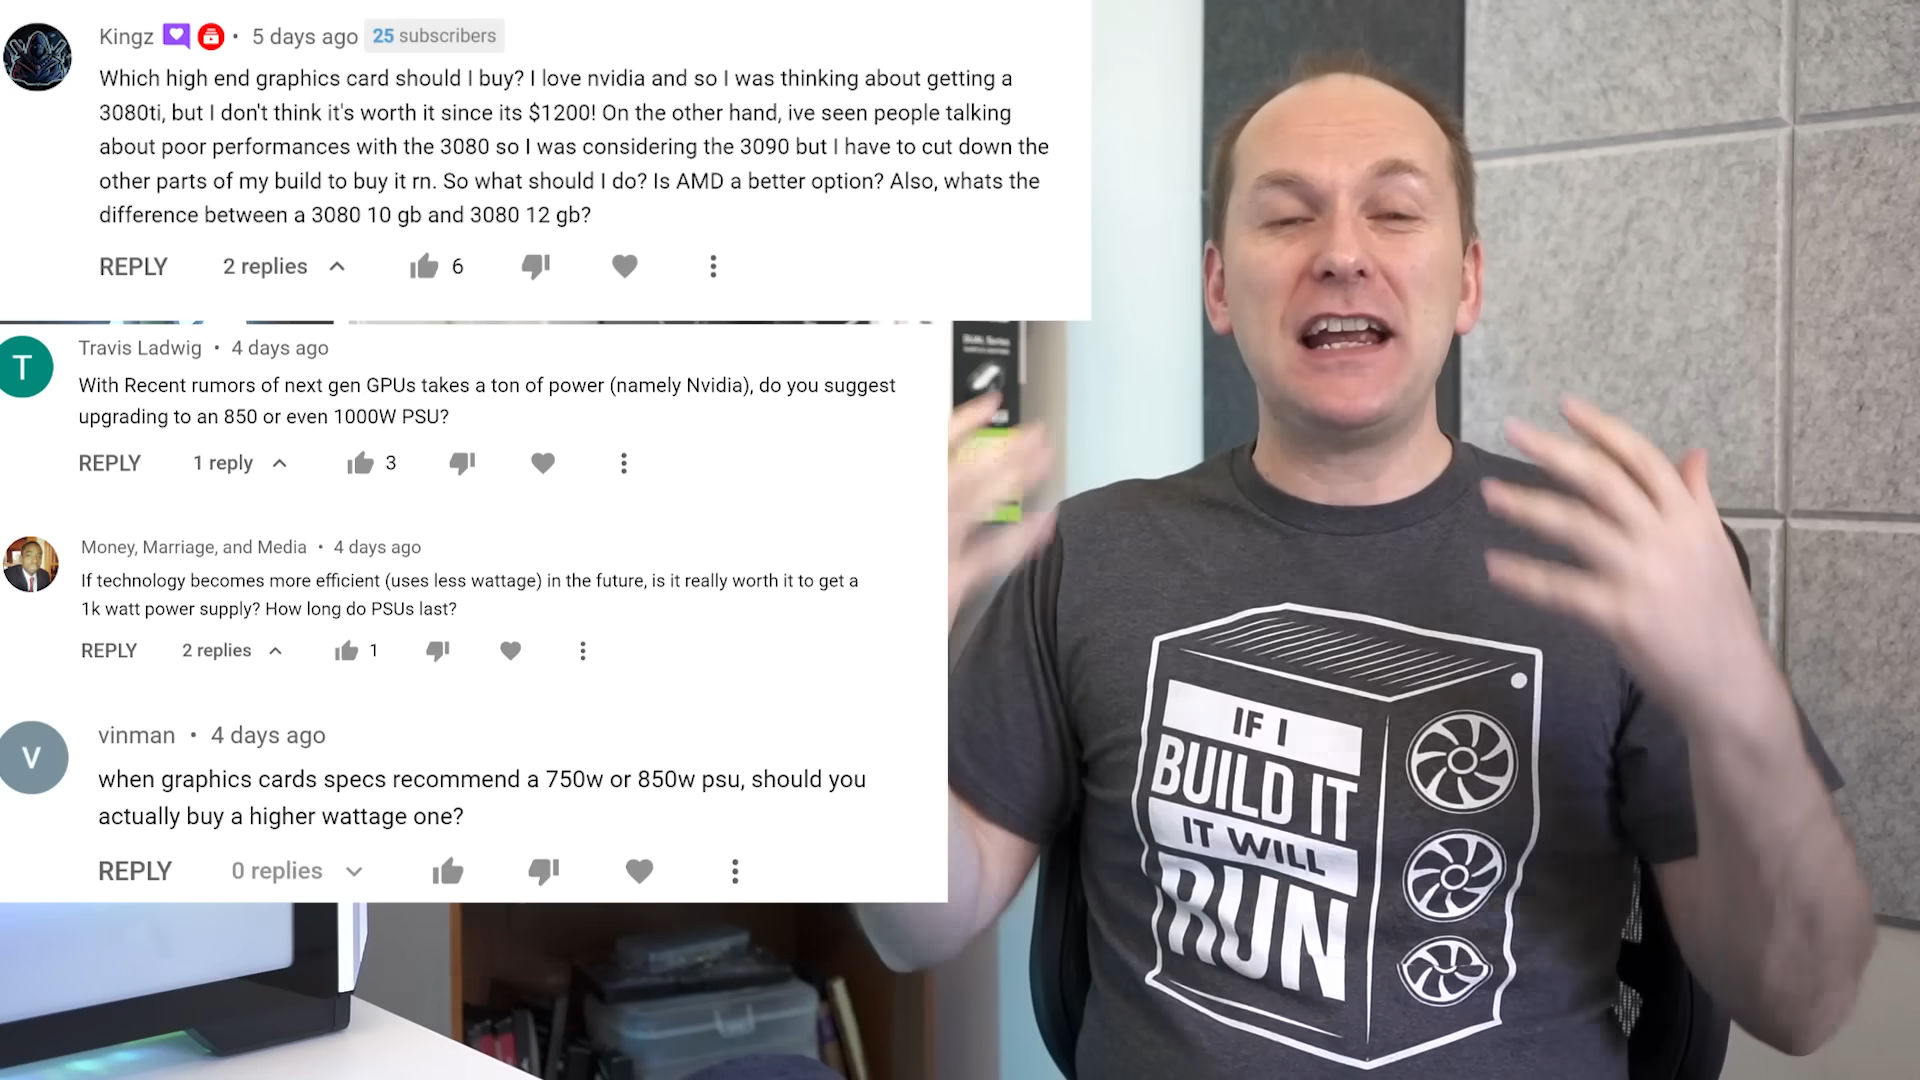 Kingz • 5 days ago 25 subscribers
Which high end graphics card should I buy? I love nvidia and so I was thinking about getting a
3080ti, but I don't think it's worth it since its $1200! On the other hand, ive seen people talking
about poor performances with the 3080 so I was considering the 3090 but I have to cut down the
other parts of my build to buy it rn. So what should I do? Is AMD a better option? Also, whats the
difference between a 3080 10 gb and 3080 12 gb?
REPLY 2 replies 6
T
Travis Ladwig • 4 days ago
With Recent rumors of next gen GPUs takes a ton of power (namely Nvidia), do you suggest
upgrading to an 850 or even 1000W PSU?
REPLY 1 reply 3
Money, Marriage, and Media • 4 days ago
If technology becomes more efficient (uses less wattage) in the future, is it really worth it to get a
1k watt power supply? How long do PSUs last?
REPLY 2 replies 1
V
vinman • 4 days ago
when graphics cards specs recommend a 750w or 850w psu, should you
actually buy a higher wattage one?
REPLY 0 replies
IF I
BUILD IT
IT WILL
RUN